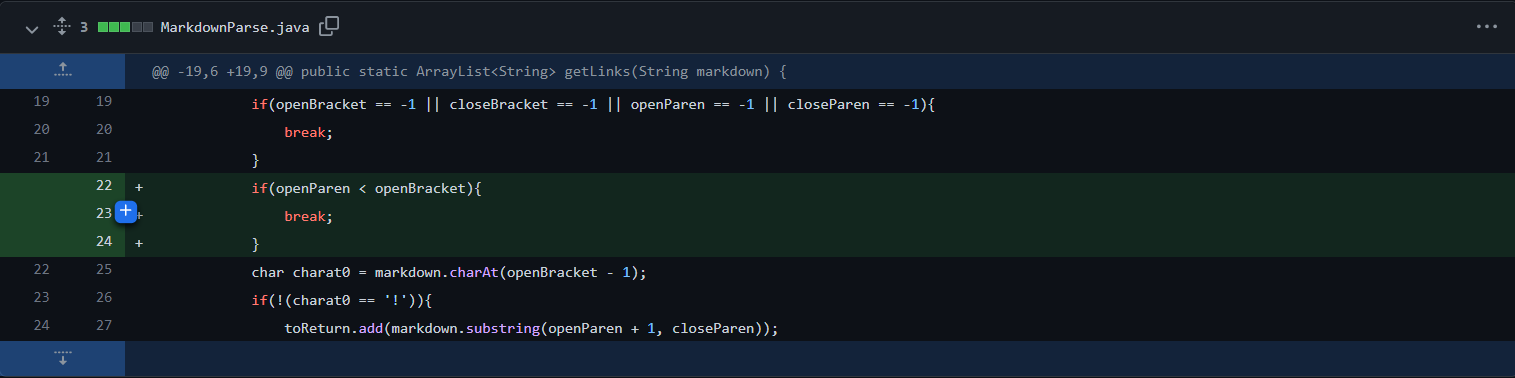 3 MarkdownParse.java ...
@@ -19,6 +19,9 @@ public static ArrayList<String> getLinks(String markdown) {
19 19 if(openBracket == -1 || closeBracket == -1 || openParen == -1 || closeParen == -1){
20 20 break;
21 21 }
22 + if(openParen < openBracket){
23 + break;
24 + }
22 25 char charat0 = markdown.charAt(openBracket - 1);
23 26 if(!(charat0 == '!')){
24 27 toReturn.add(markdown.substring(openParen + 1, closeParen));